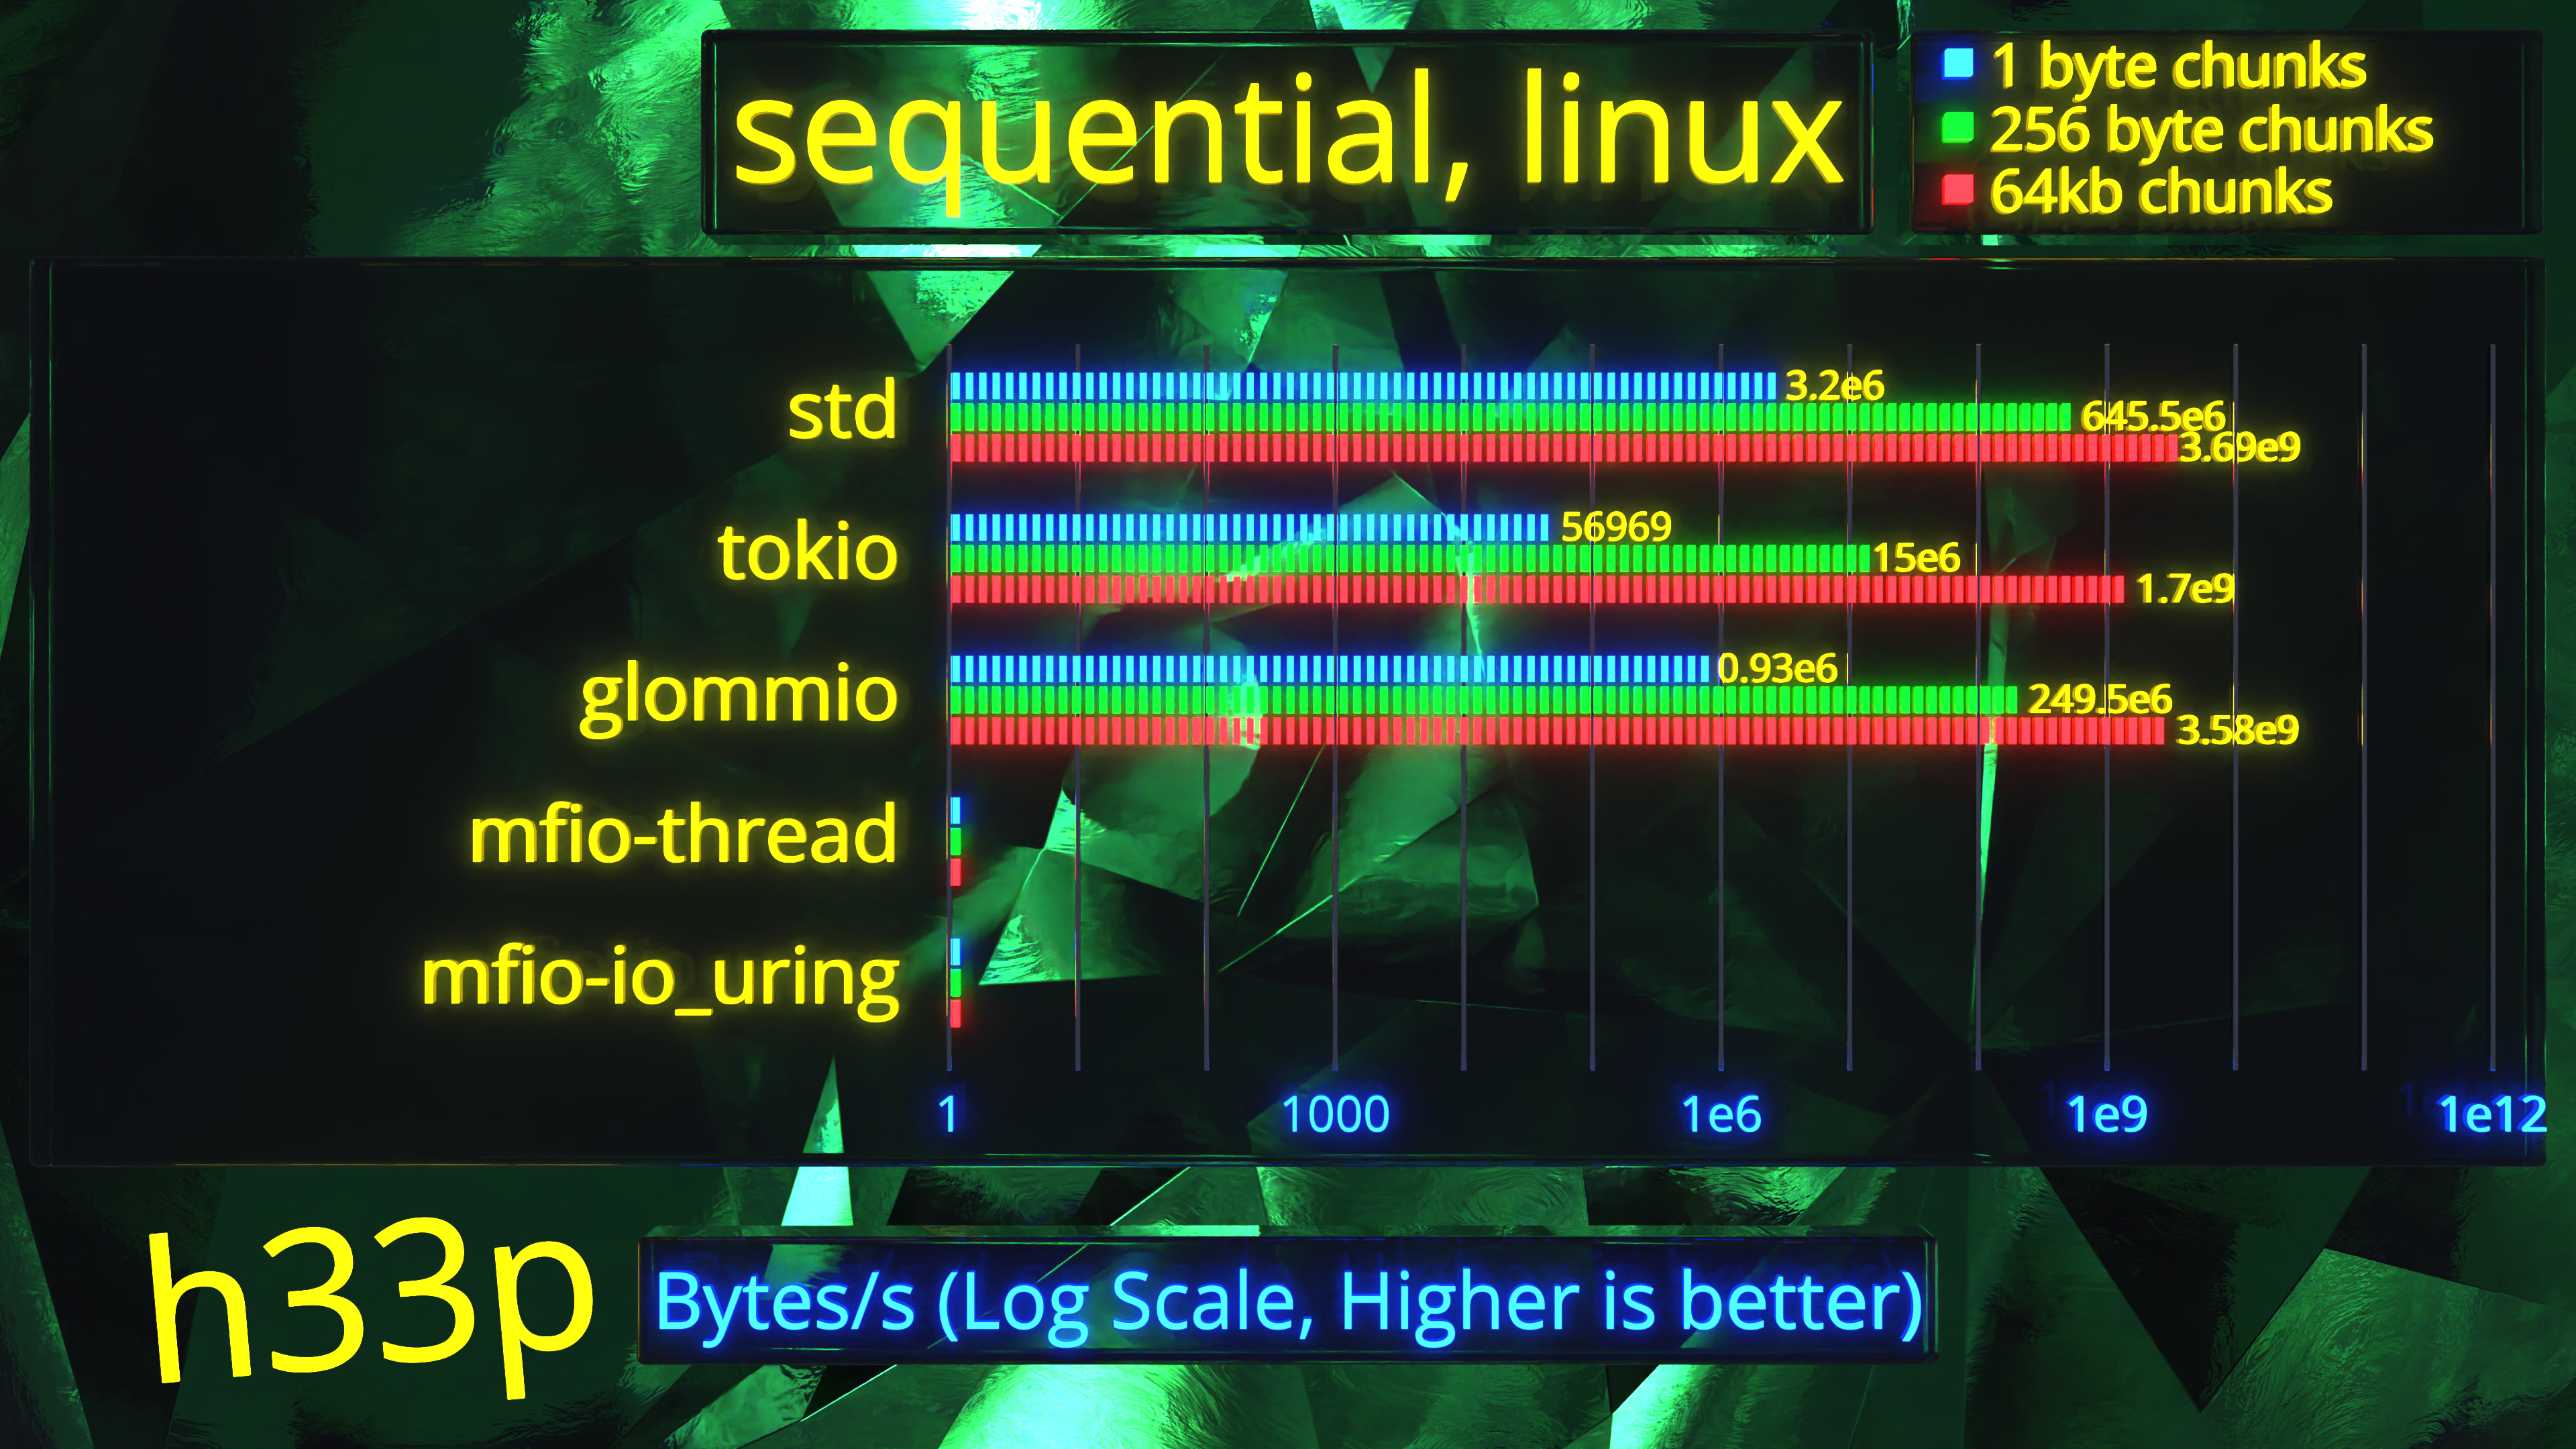 sequential, linux
1 byte chunks
256 byte chunks
64kb chunks
std
3.2e6
645.5e6
3.69e9
tokio
56969
15e6
1.7e9
glommio
0.93e6
249.5e6
3.58e9
mfio-thread
mfio-io_uring
1 1000 1e6 1e9 1e12
h33p
Bytes/s (Log Scale, Higher is better)